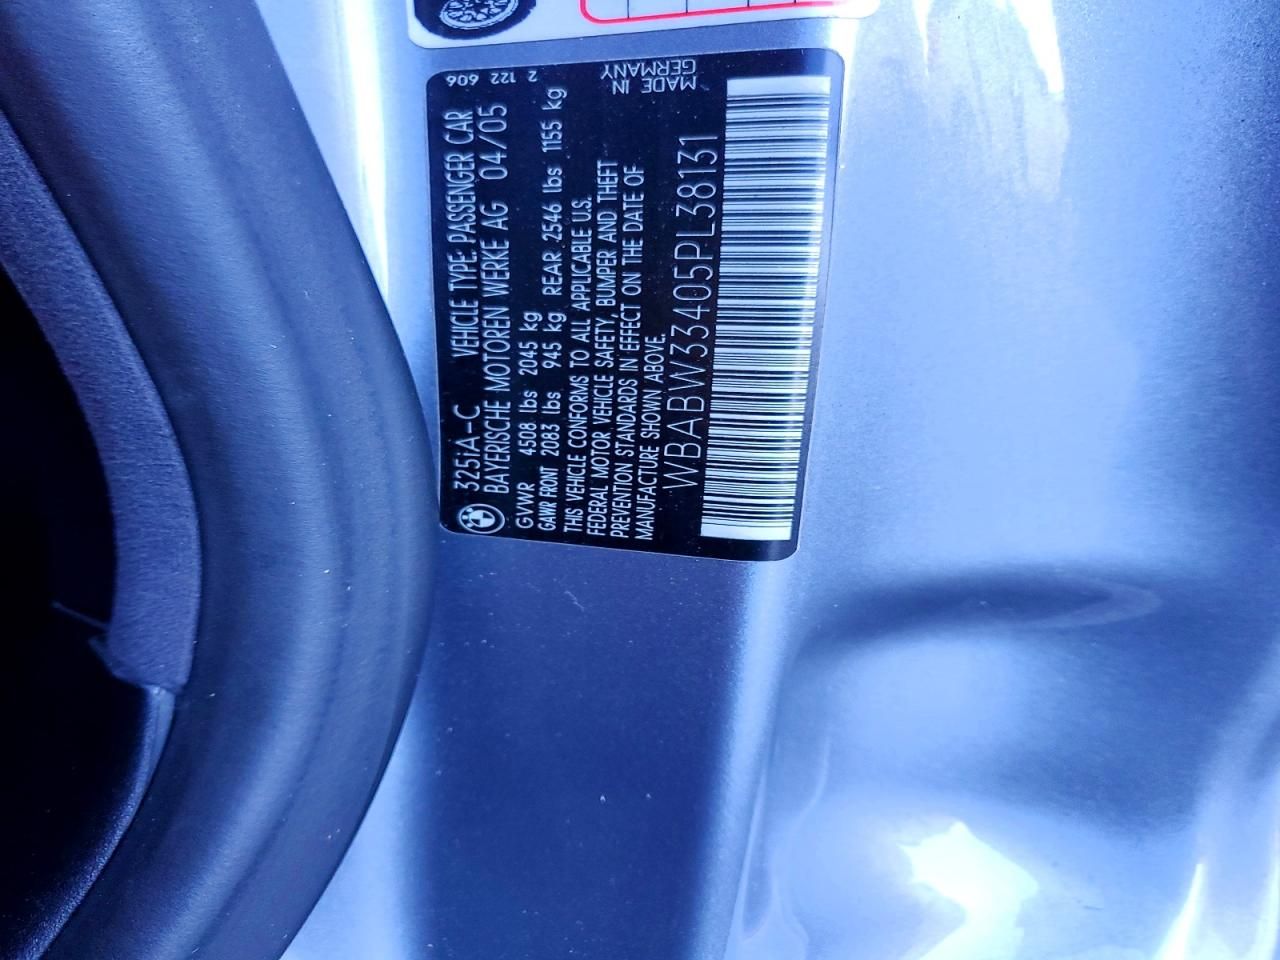 325iA-C VEHICLE TYPE: PASSENGER CAR
BAYERISCHE MOTOREN WERKE AG 04/05
GVWR 4508 lbs 2045 kg
GAWR FRONT 2083 lbs 945 kg REAR 2546 lbs 1155 kg
THIS VEHICLE CONFORMS TO ALL APPLICABLE U.S.
FEDERAL MOTOR VEHICLE SAFETY, BUMPER AND THEFT
PREVENTION STANDARDS IN EFFECT ON THE DATE OF
MANUFACTURE SHOWN ABOVE.
WBABW33405PL38131
2 122 606
MADE IN
GERMANY